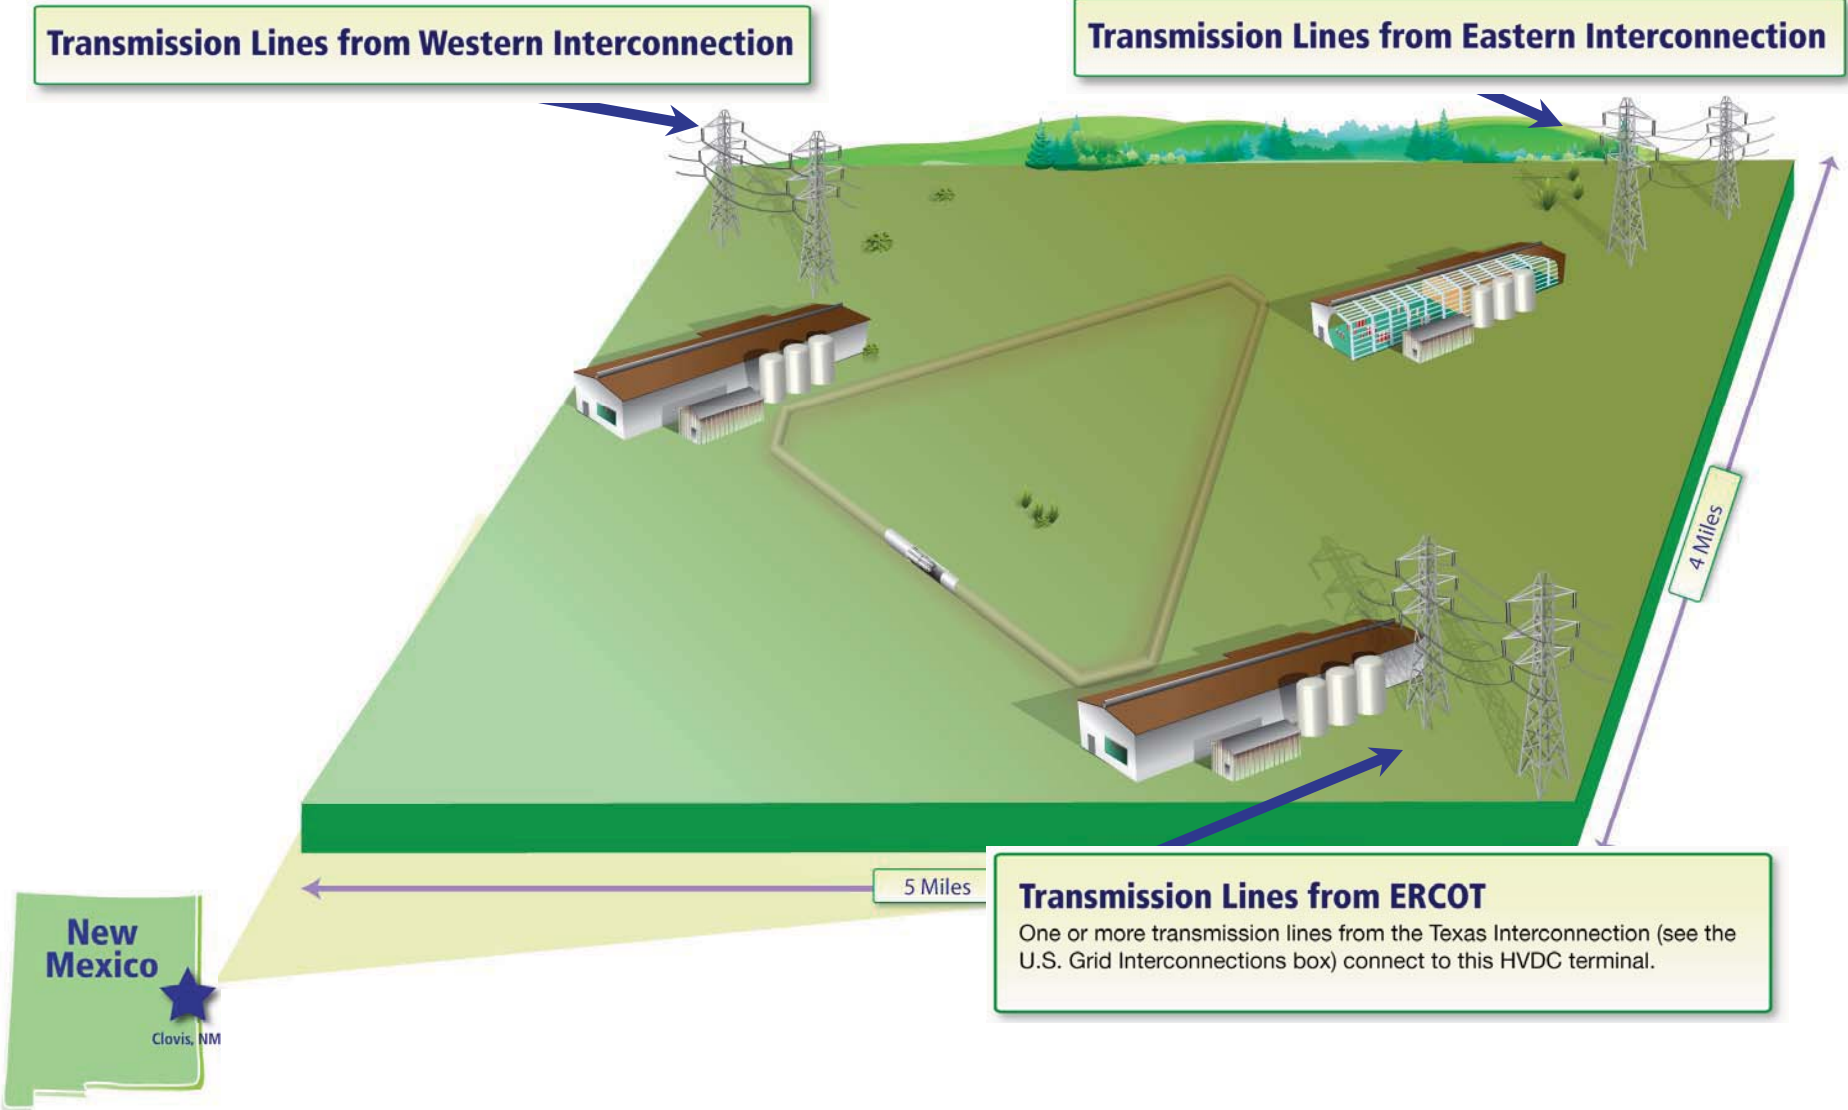 Transmission Lines from Western Interconnection
Transmission Lines from Eastern Interconnection
4 Miles
5 Miles
Transmission Lines from ERCOT
One or more transmission lines from the Texas Interconnection (see the
U.S. Grid Interconnections box) connect to this HVDC terminal.
New
Mexico
Clovis, NM